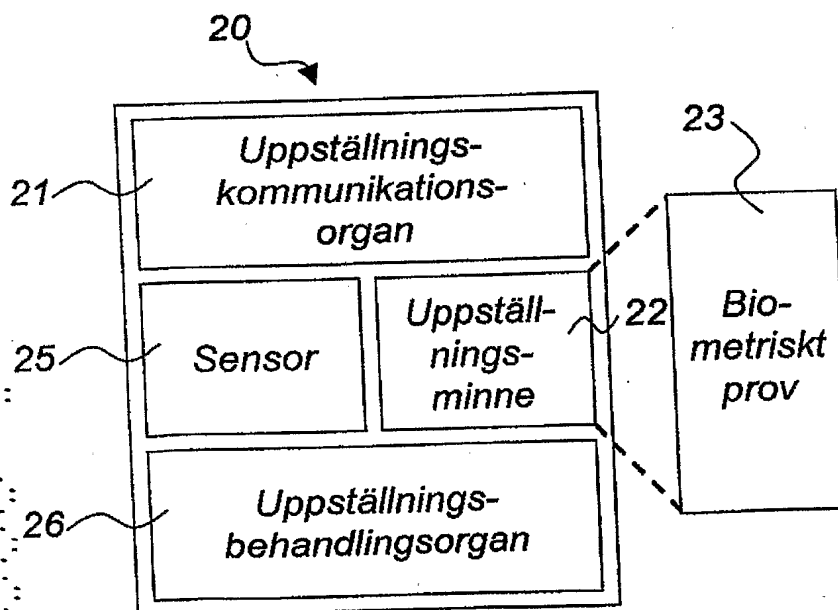 20
Uppställnings-
kommunikations-
organ
21
23
Uppställ-
nings-
minne
22
Sensor
25
Bio-
metriskt
prov
Uppställnings-
behandlingsorgan
26